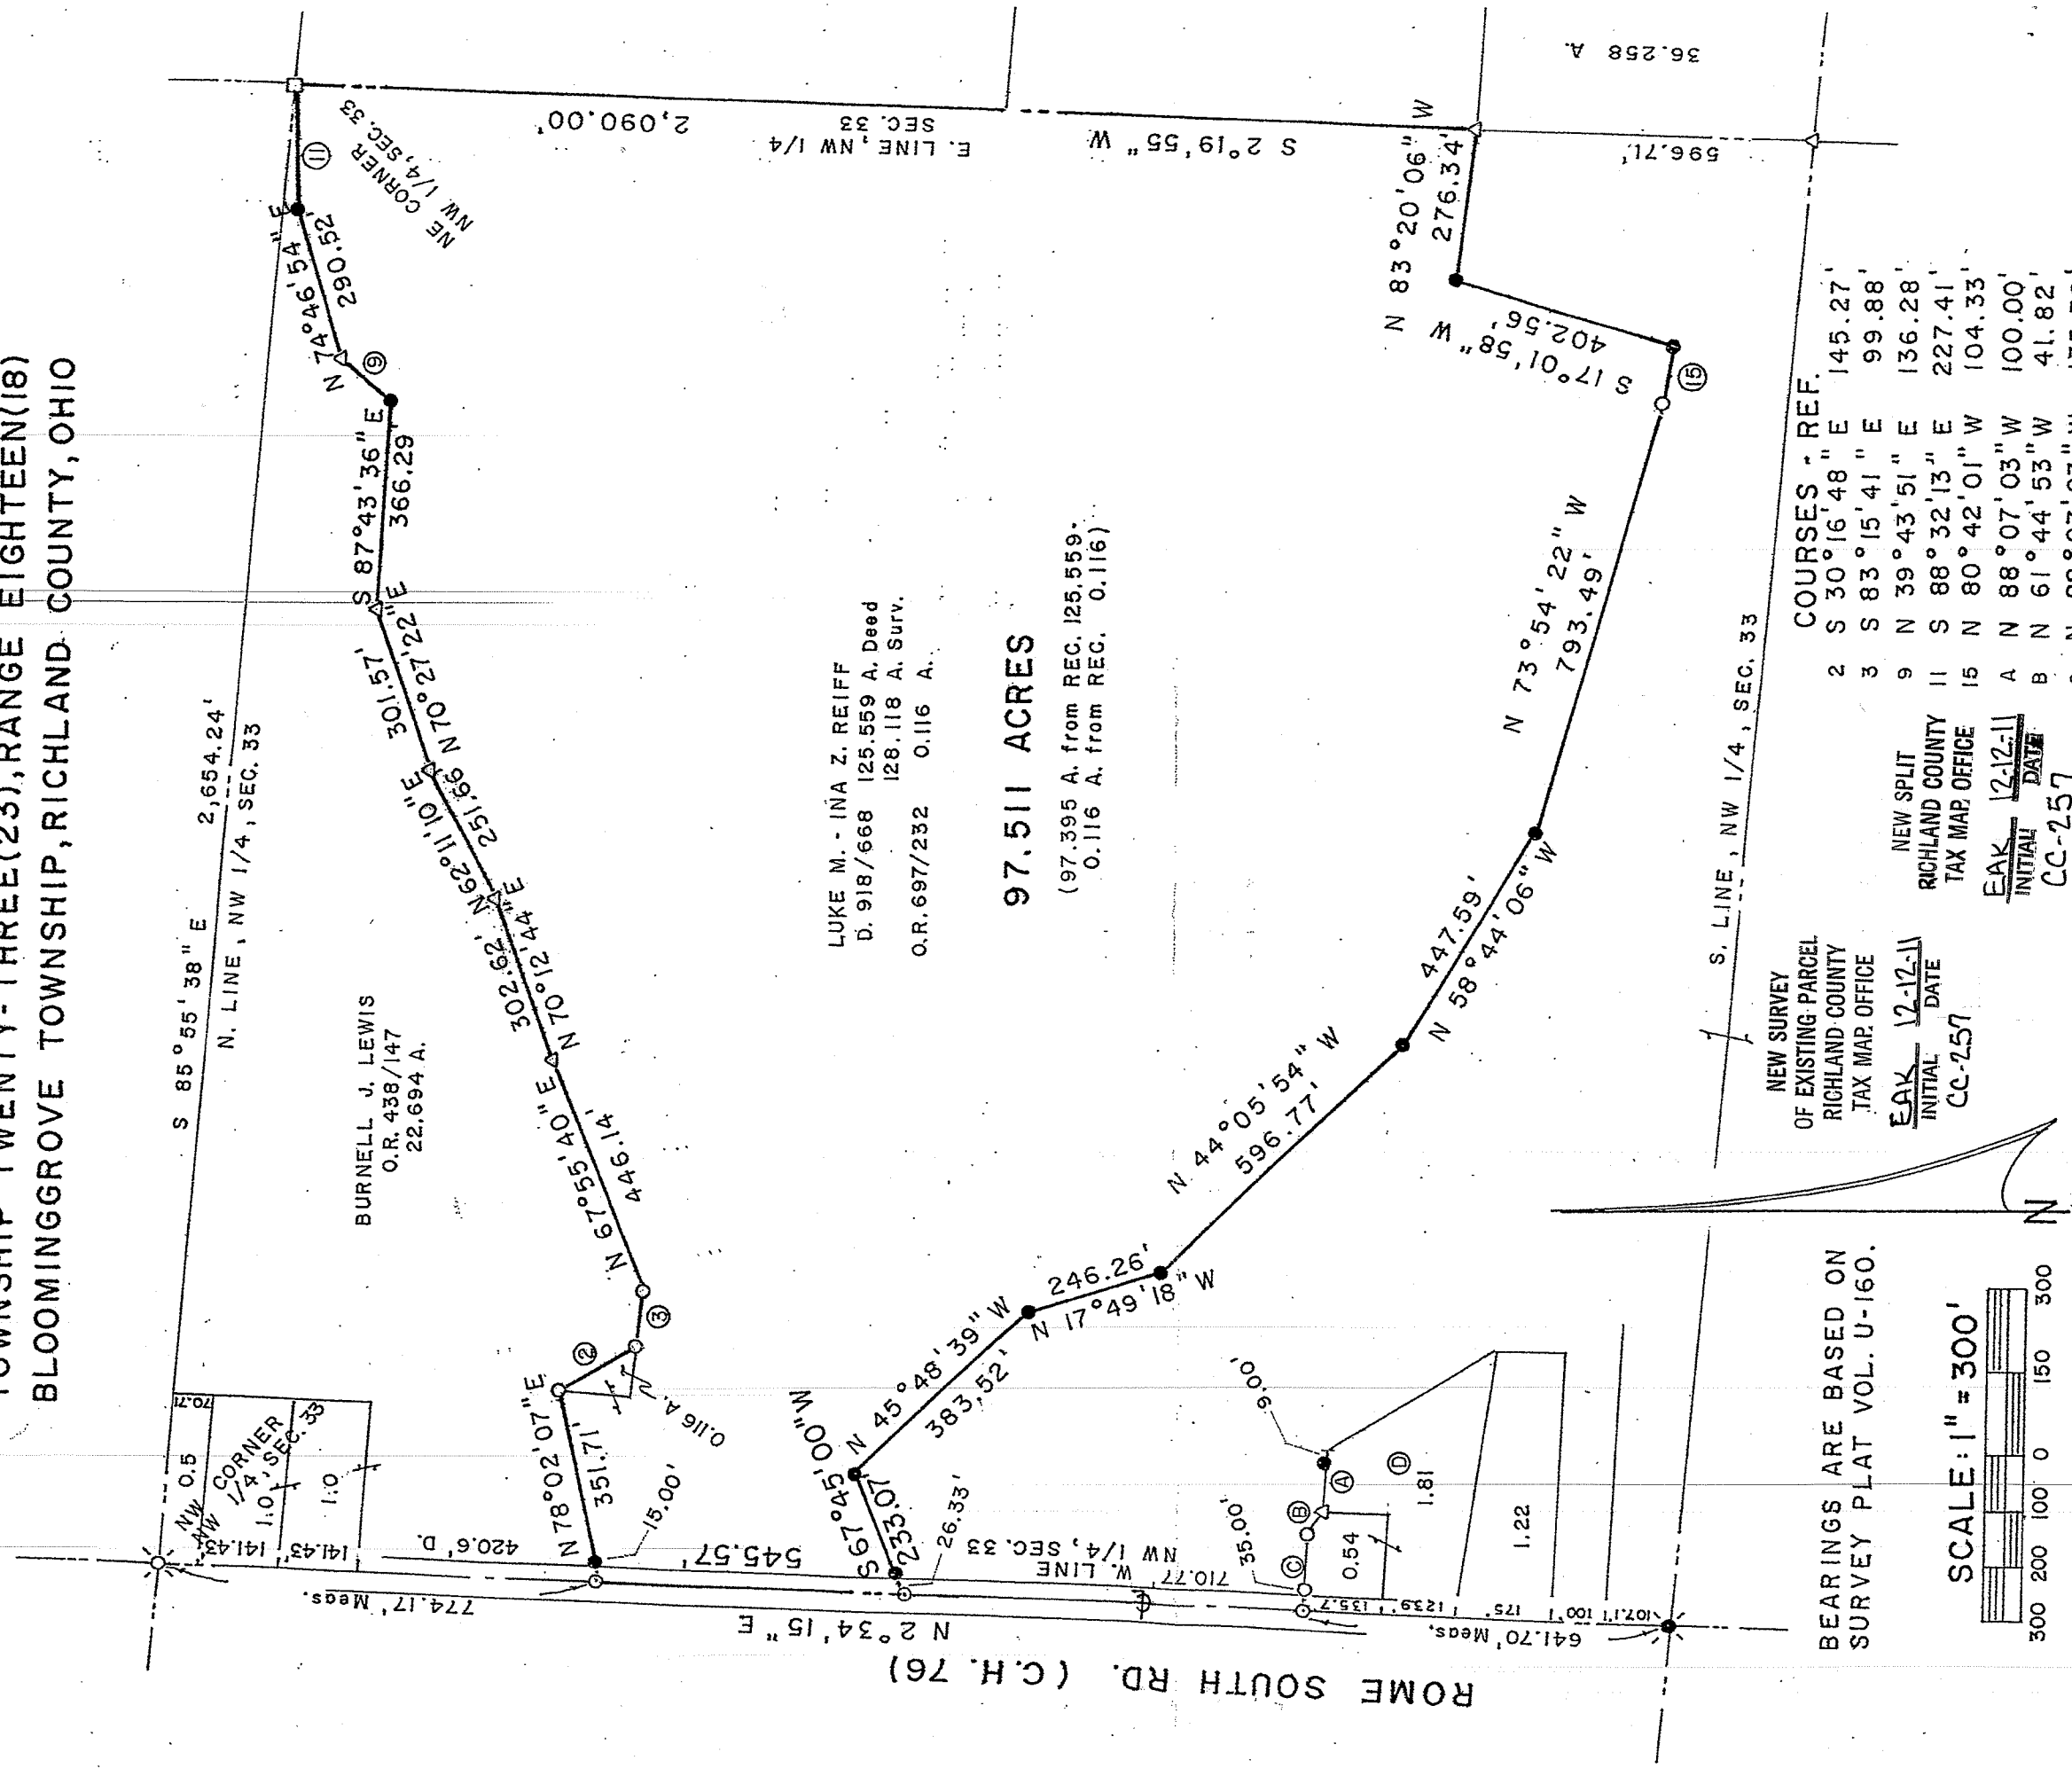 TOWNSHIP TWENTY-THREE(23), RANGE EIGHTEEN(18)
BLOOMINGGROVE TOWNSHIP, RICHLAND COUNTY, OHIO
S 85°55'38" E 2,654.24'
N. LINE, NW 1/4, SEC. 33
NE CORNER
NW 1/4, SEC. 33
11
N 74°46'54" E
290.52'
9
S 87°43'36" E
366.29'
301.57'
N 70°27'22" E
N 62°11'10" E
251.66
302.62'
N 70°12'44" E
N 67°55'40" E
446.14'
3
2
N 78°02'07" E
351.71'
15.00'
0.116 A.
BURNELL J. LEWIS
O.R. 438/147
22.694 A.
70.71
0.5
NW CORNER
NW 1/4, SEC. 33
1.0
1.0
141.43'
141.43'
420.6' D.
774.17' Meas.
545.57'
S 67°45'00" W
233.07'
26.33'
N 45°48'39" W
383.52'
246.26'
N 17°49'18" W
N 44°05'54" W
596.77'
447.59'
N 58°44'06" W
N 73°54'22" W
793.49'
15
S 17°01'58" W
402.56'
N 83°20'06" W
276.34'
2,090.00'
E. LINE, NW 1/4
SEC. 33
S 2°19'55" W
596.71'
36.258 A.
LUKE M. - INA Z. REIFF
D. 918/668 125.559 A. Deed
128.118 A. Surv.
O.R. 697/232 0.116 A.
97.511 ACRES
(97.395 A. from REC. 125.559.
0.116 A. from REC. 0.116)
W. LINE
NW 1/4, SEC. 33
710.77'
N 2°34'15" E
ROME SOUTH RD. (C.H. 76)
35.00'
9.00'
A
B
C
D
0.54
1.81
1.22
135.7'
123.9'
175'
100'
107.1'
641.70' Meas.
S. LINE, NW 1/4, SEC. 33
COURSES - REF.
2 S 30°16'48" E 145.27'
3 S 83°15'41" E 99.88'
9 N 39°43'51" E 136.28'
11 S 88°32'13" E 227.41'
15 N 80°42'01" W 104.33'
A N 88°07'03" W 100.00'
B N 61°44'53" W 41.82'
NEW SURVEY
OF EXISTING PARCEL
RICHLAND COUNTY
TAX MAP OFFICE
EAK 12-12-11
INITIAL DATE
CC-257
NEW SPLIT
RICHLAND COUNTY
TAX MAP OFFICE
EAK 12-12-11
INITIAL DATE
CC-257
N
BEARINGS ARE BASED ON
SURVEY PLAT VOL. U-160.
SCALE: 1" = 300'
300 200 100 0 150 300